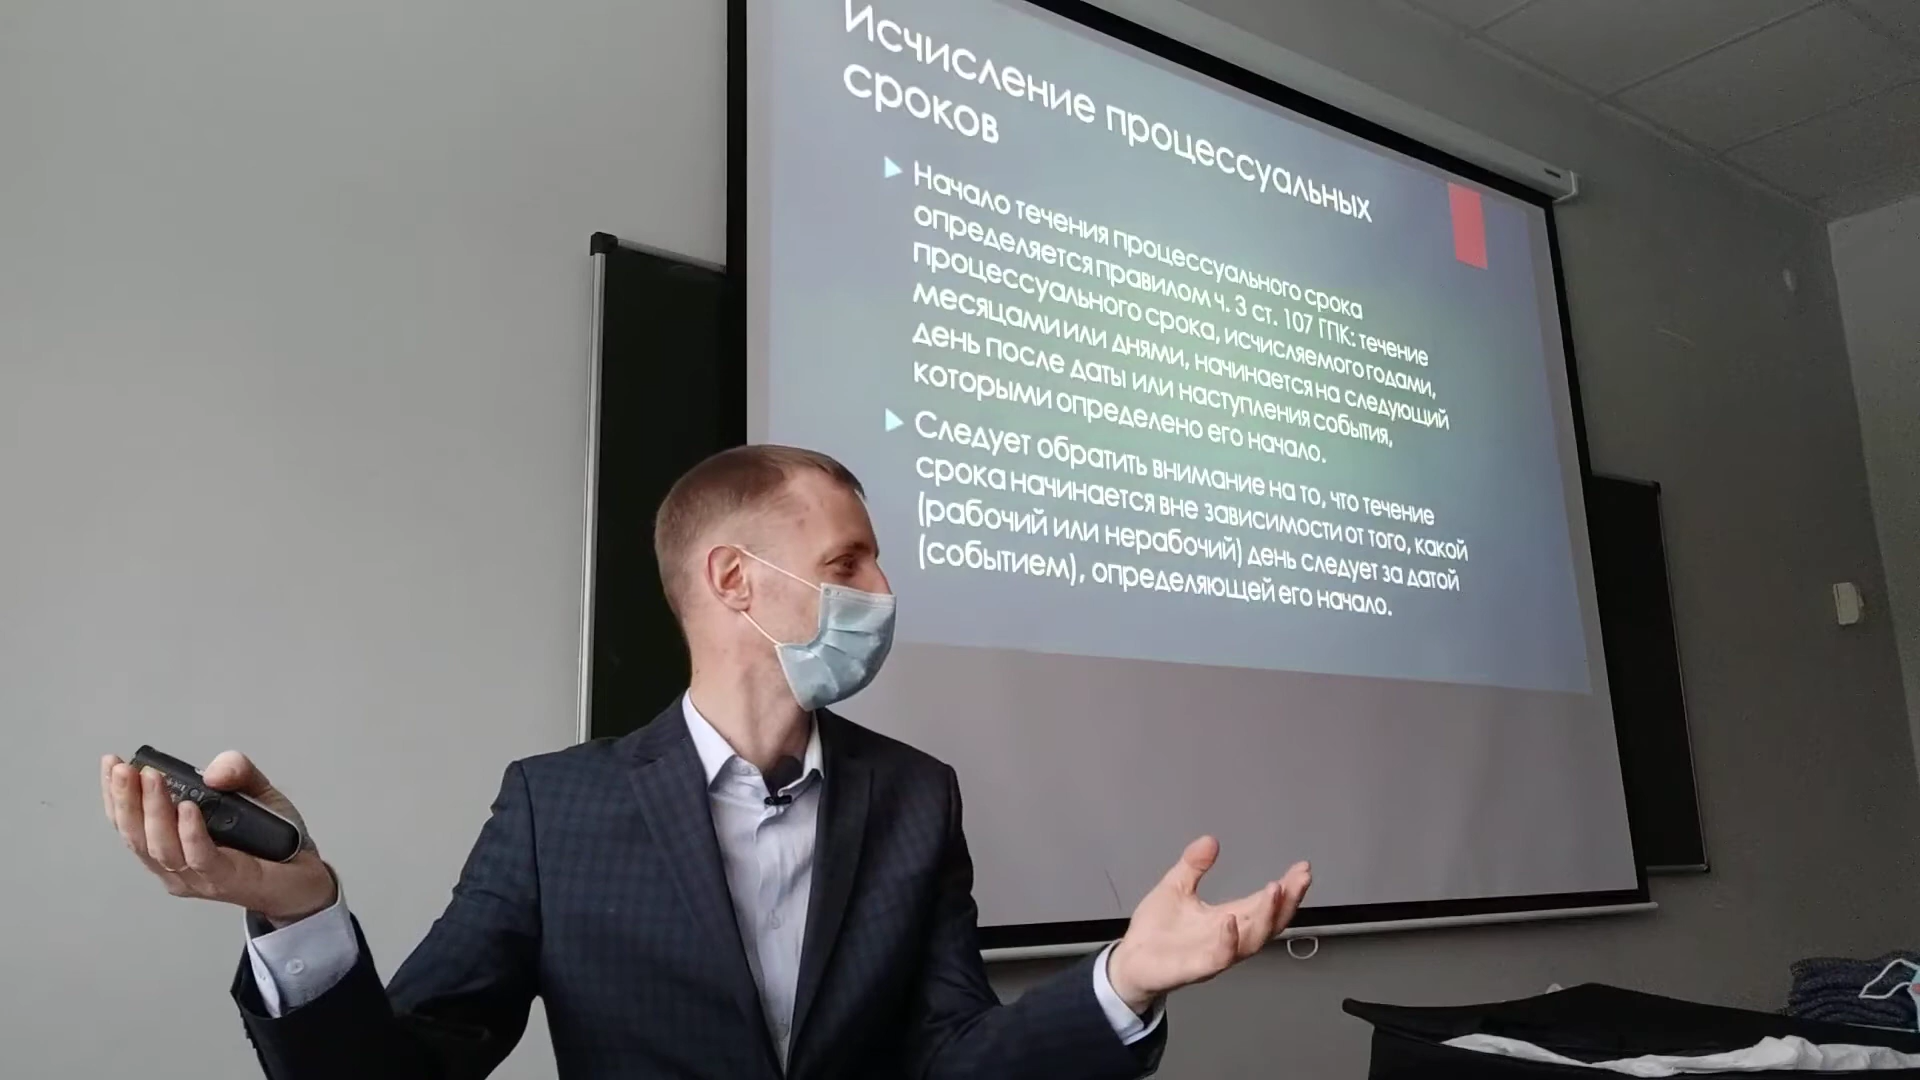 Исчисление процессуальных
сроков
Начало течения процессуального срока
определяется правилом ч. 3 ст. 107 ГПК: течение
процессуального срока, исчисляемого годами,
месяцами или днями, начинается на следующий
день после даты или наступления события,
которыми определено его начало.
Следует обратить внимание на то, что течение
срока начинается вне зависимости от того, какой
(рабочий или нерабочий) день следует за датой
(событием), определяющей его начало.